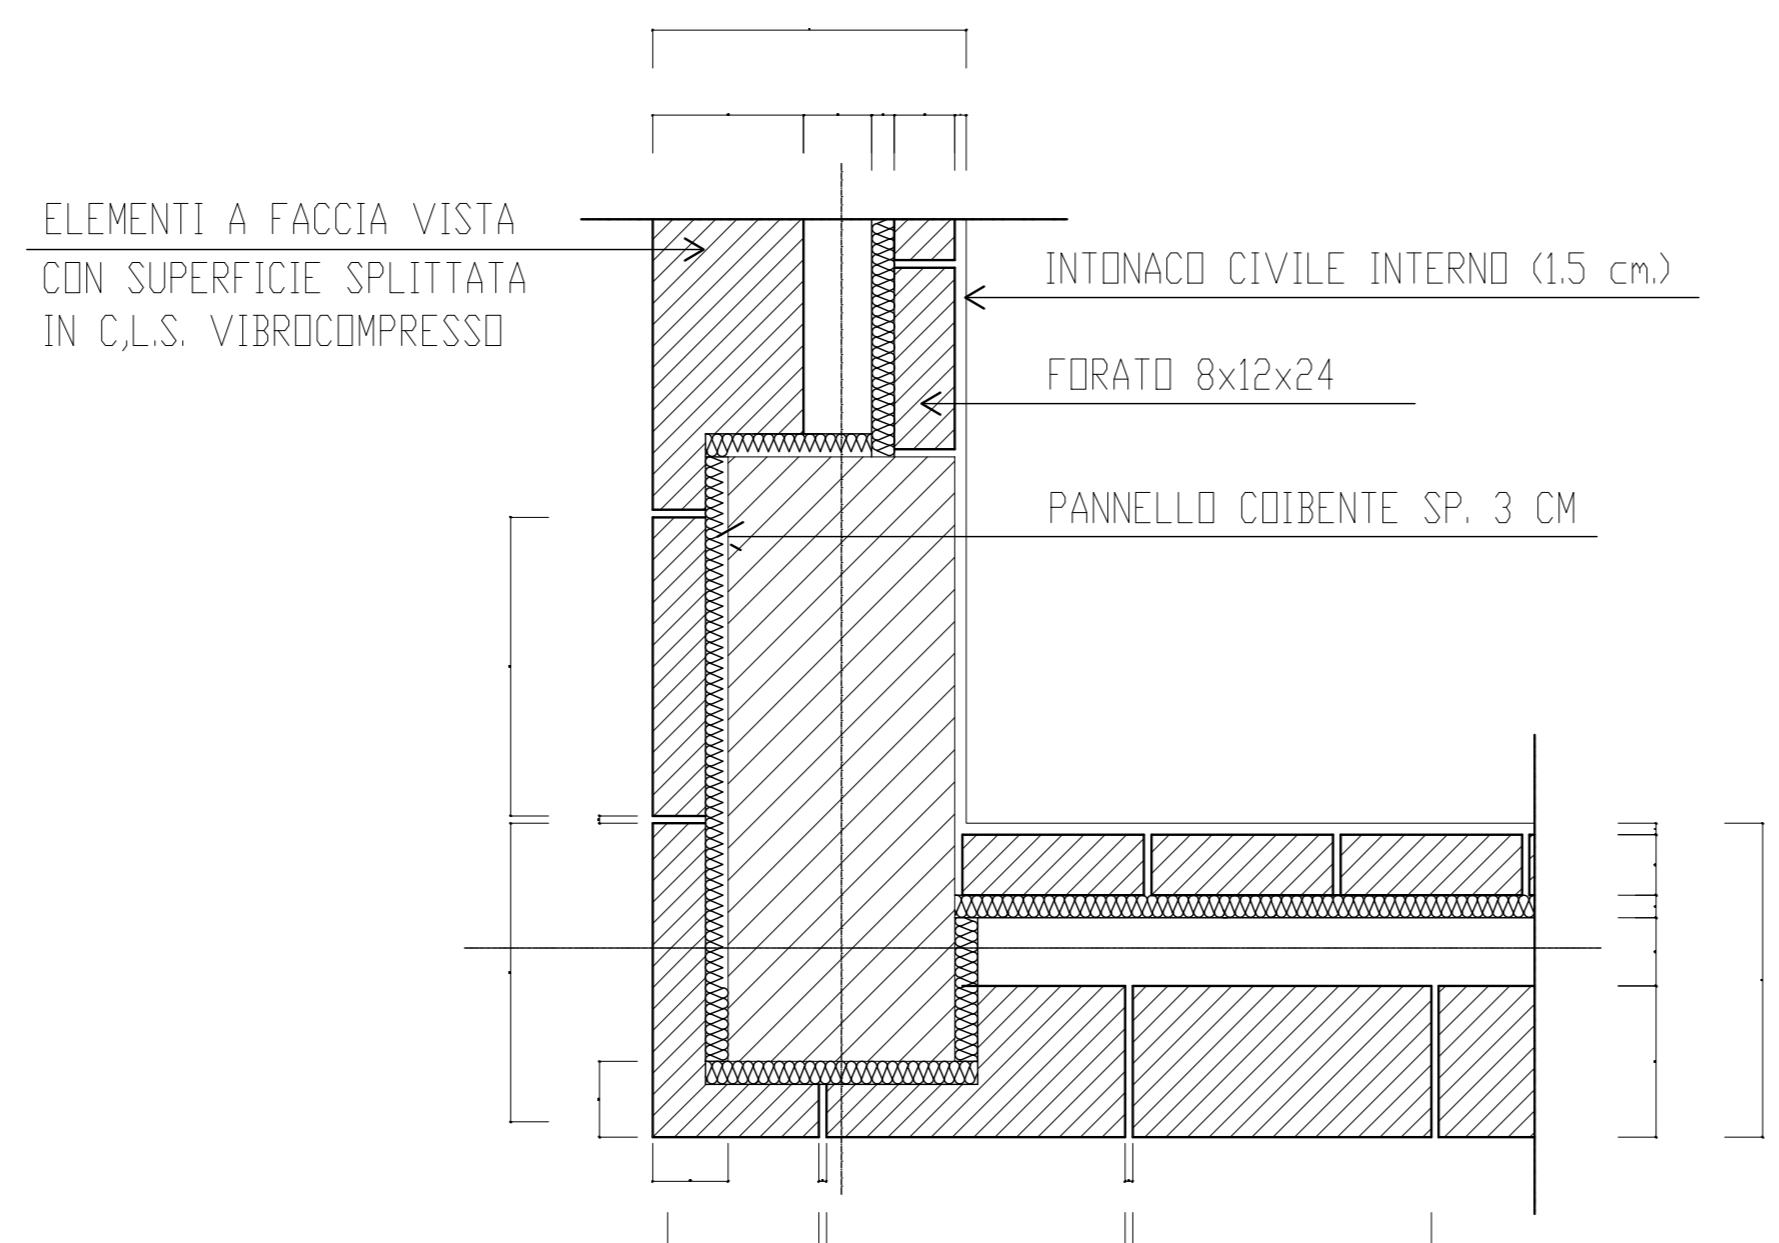 ELEMENTI A FACCIA VISTA
CON SUPERFICIE SPLITTATA
IN C,L.S. VIBROCOMPRESSO
INTONACO CIVILE INTERNO (1.5 cm.)
FORATO 8x12x24
PANNELLO COIBENTE SP. 3 CM